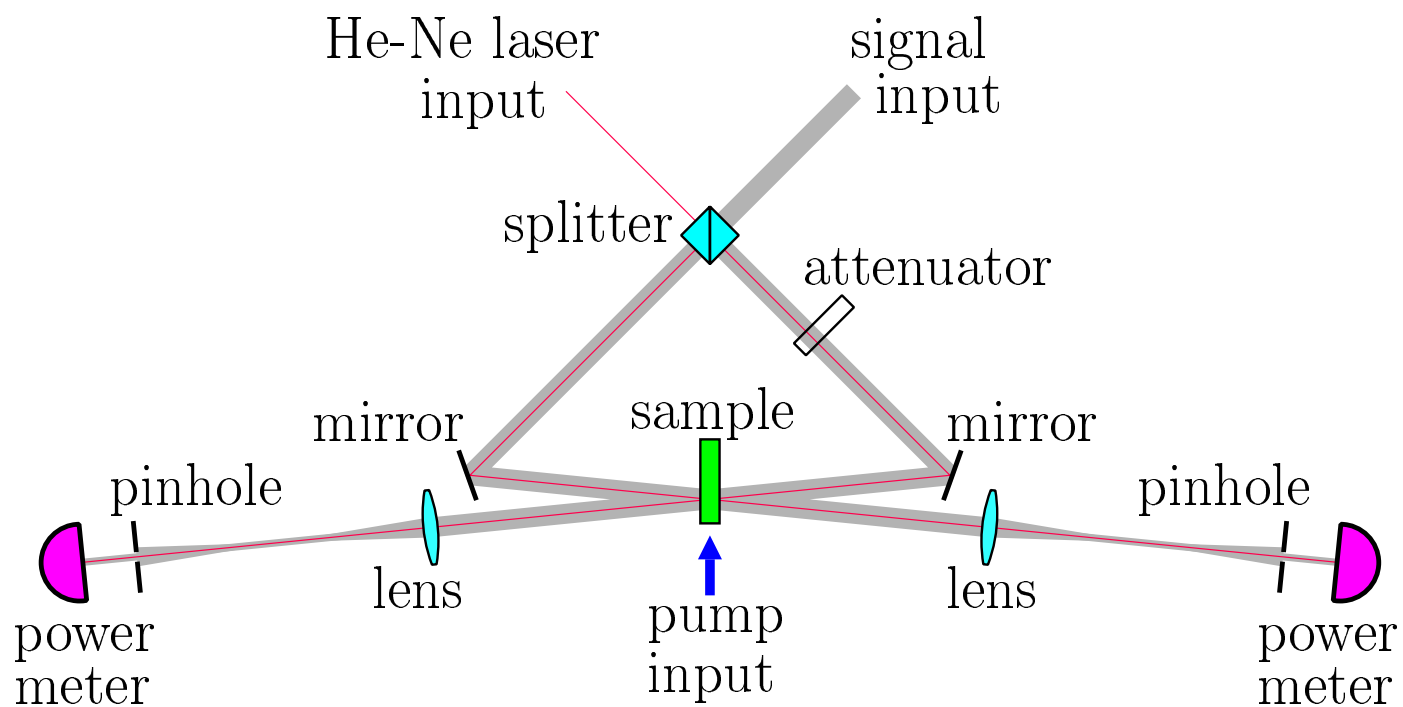 He-Ne laser
input
signal
input
splitter
attenuator
mirror
sample
mirror
pinhole
pinhole
lens
lens
power
meter
pump
input
power
meter